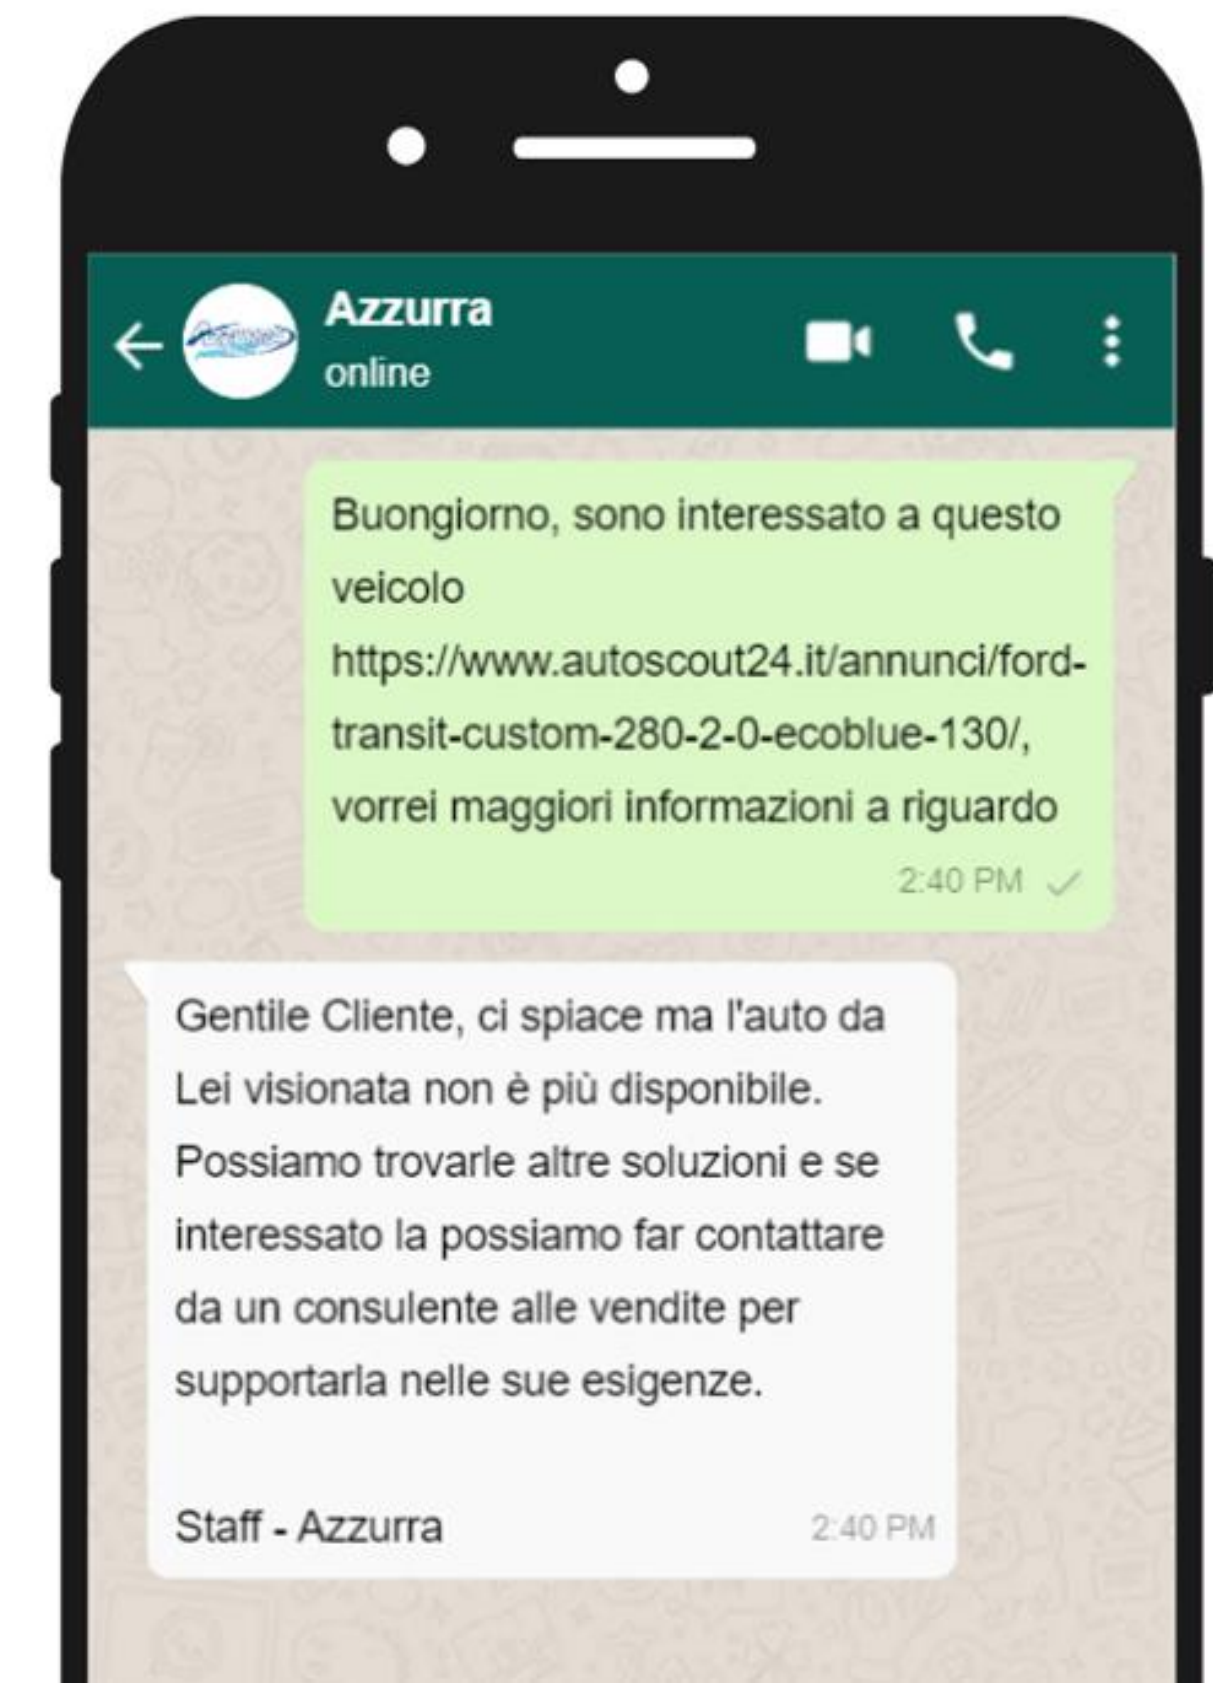 Azzurra
online
Buongiorno, sono interessato a questo
veicolo
https://www.autoscout24.it/annunci/ford-
transit-custom-280-2-0-ecoblue-130/,
vorrei maggiori informazioni a riguardo
2:40 PM
Gentile Cliente, ci spiace ma l'auto da
Lei visionata non è più disponibile.
Possiamo trovarle altre soluzioni e se
interessato la possiamo far contattare
da un consulente alle vendite per
supportarla nelle sue esigenze.
Staff - Azzurra
2:40 PM